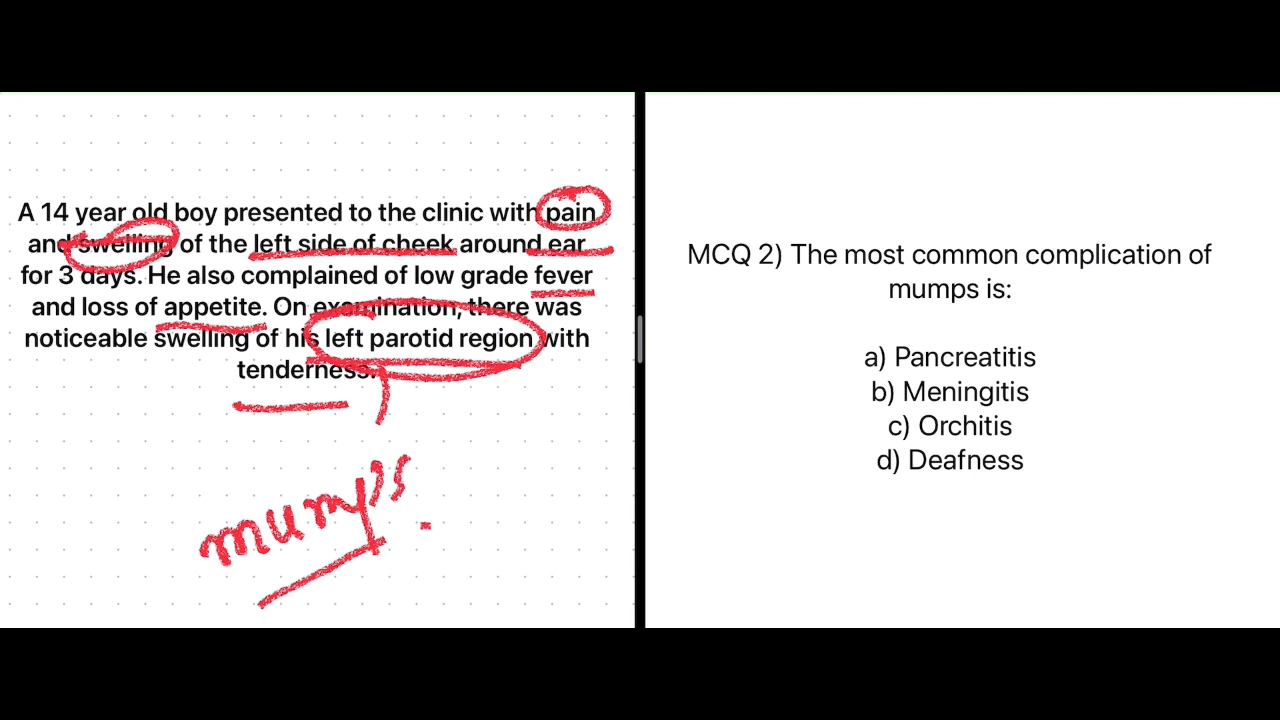 A 14 year old boy presented to the clinic with pain
and swelling of the left side of cheek around ear
for 3 days. He also complained of low grade fever
and loss of appetite. On examination, there was
noticeable swelling of his left parotid region with
tenderness.
mumps.
MCQ 2) The most common complication of
mumps is:
a) Pancreatitis
b) Meningitis
c) Orchitis
d) Deafness